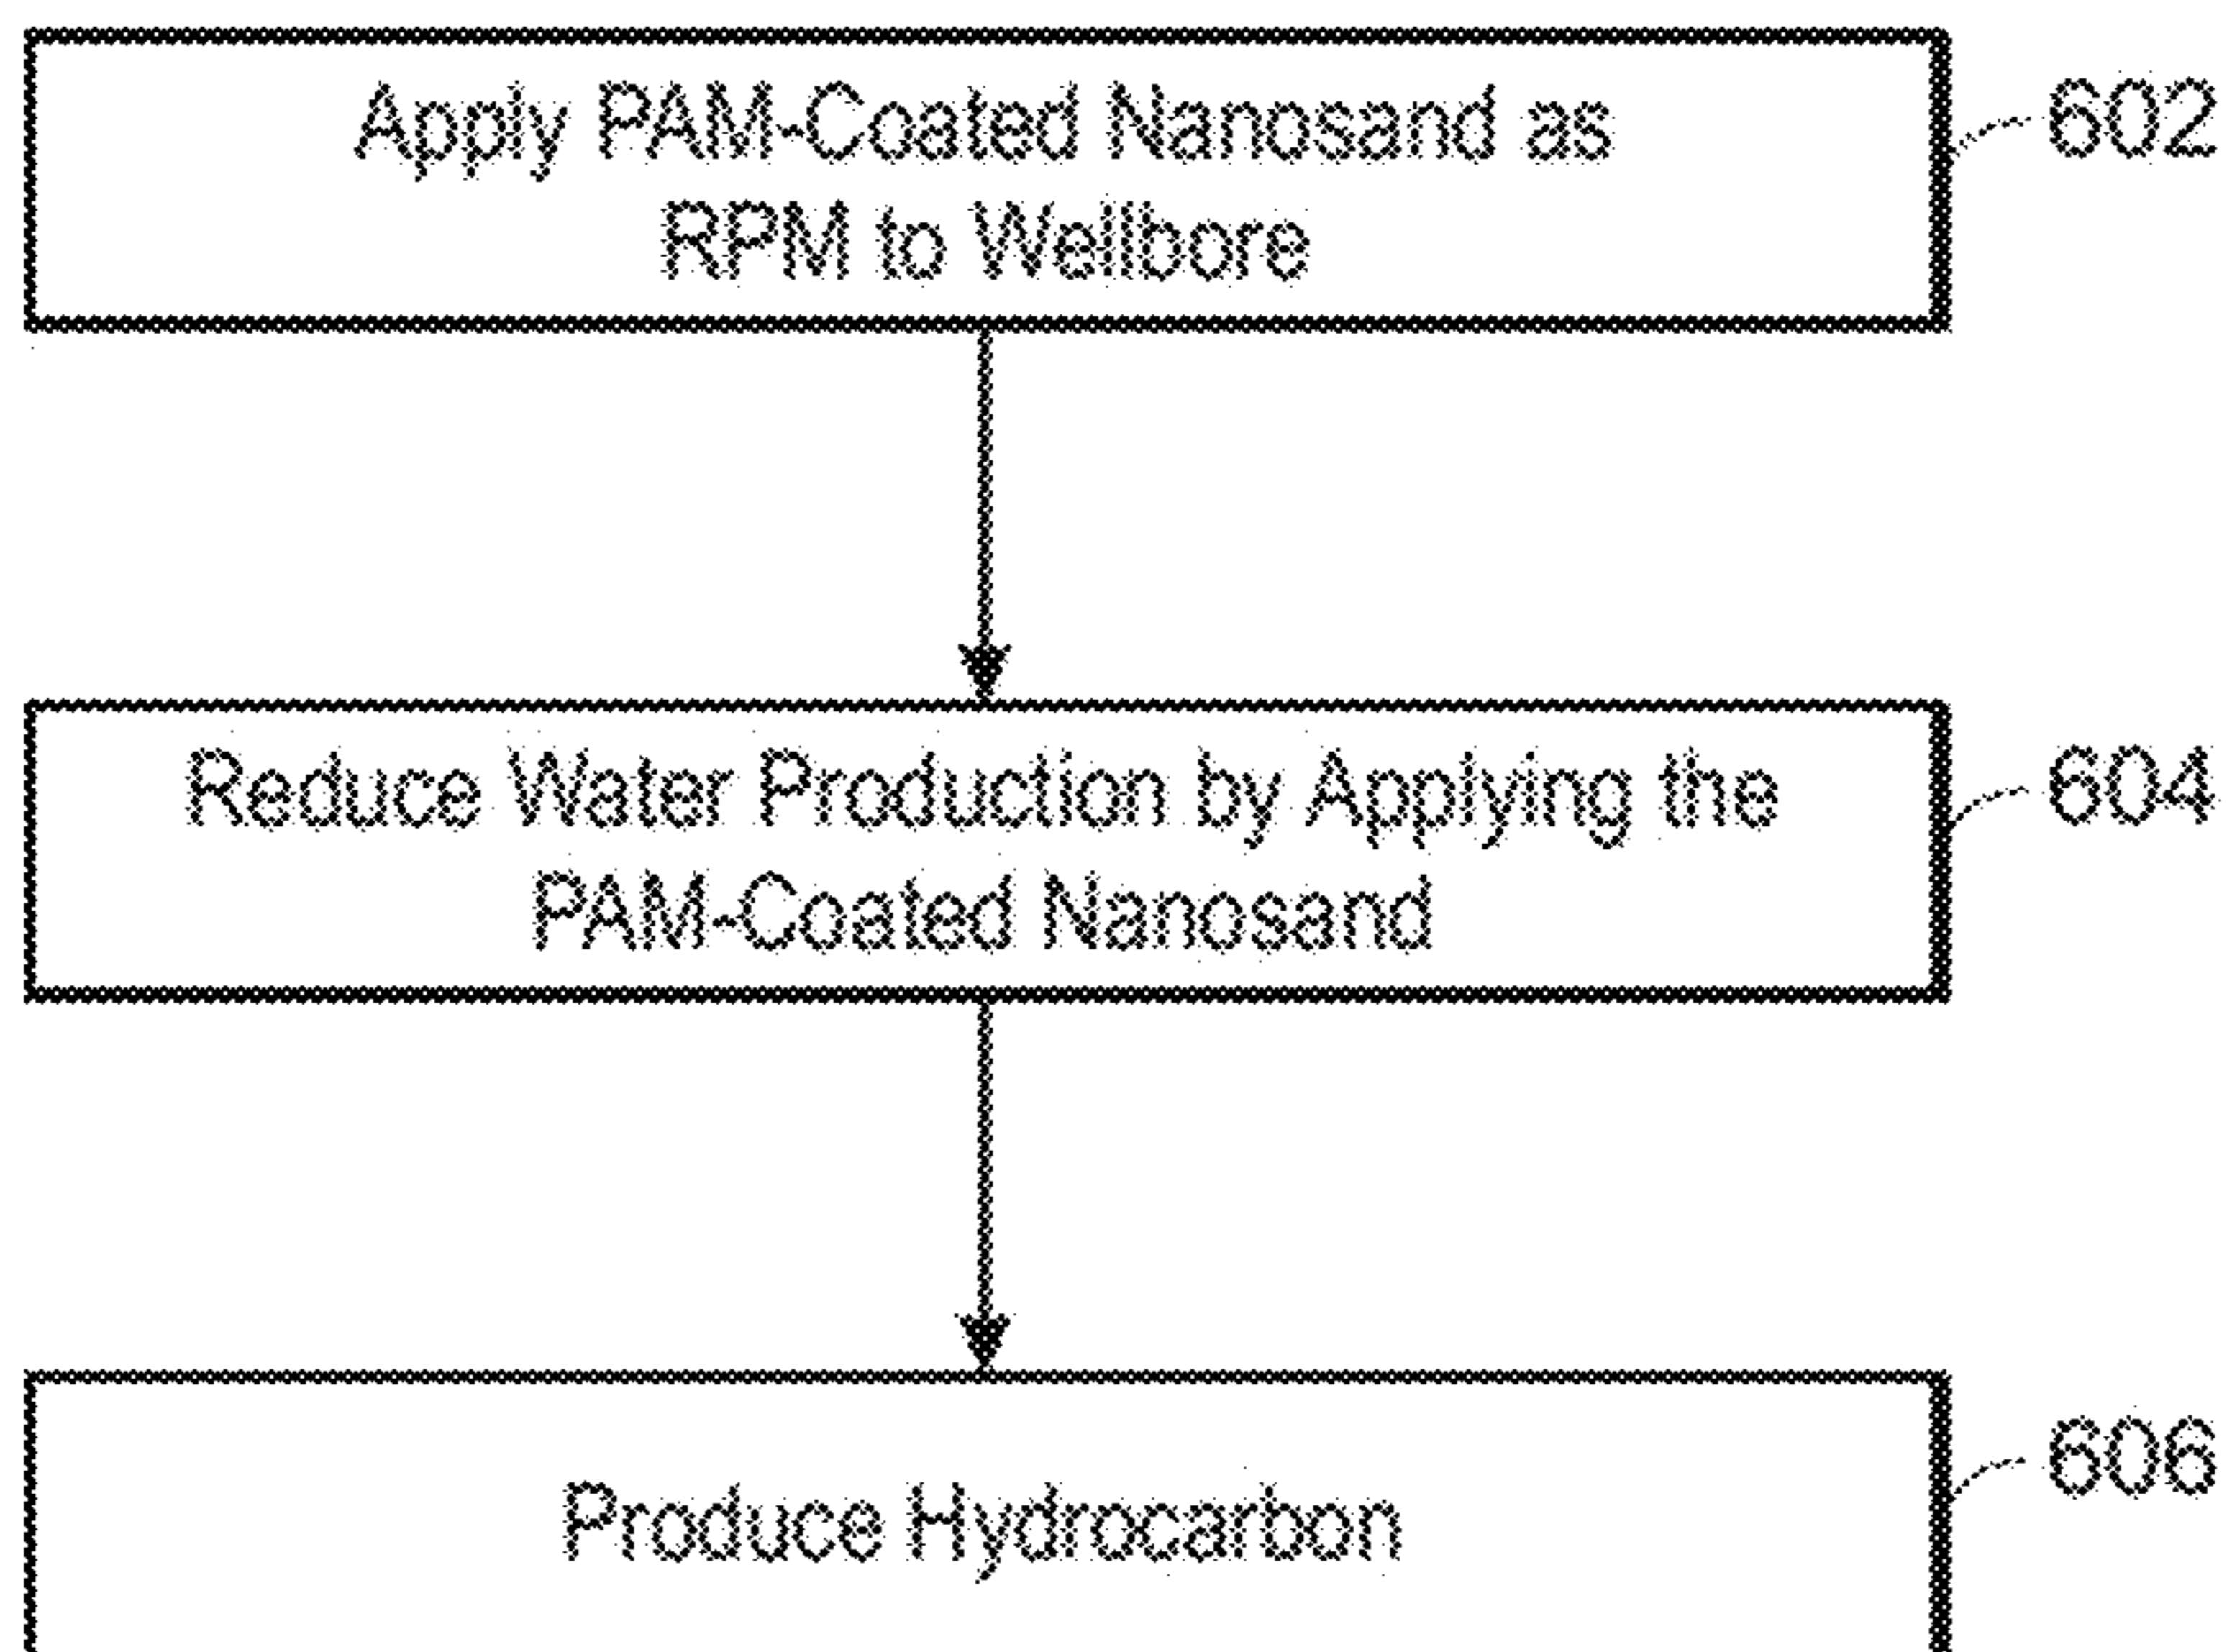 Apply PAM-Coated Nanosand as
RPM to Wellbore
602
Reduce Water Production by Applying the
PAM-Coated Nanosand
604
Produce Hydrocarbon
606